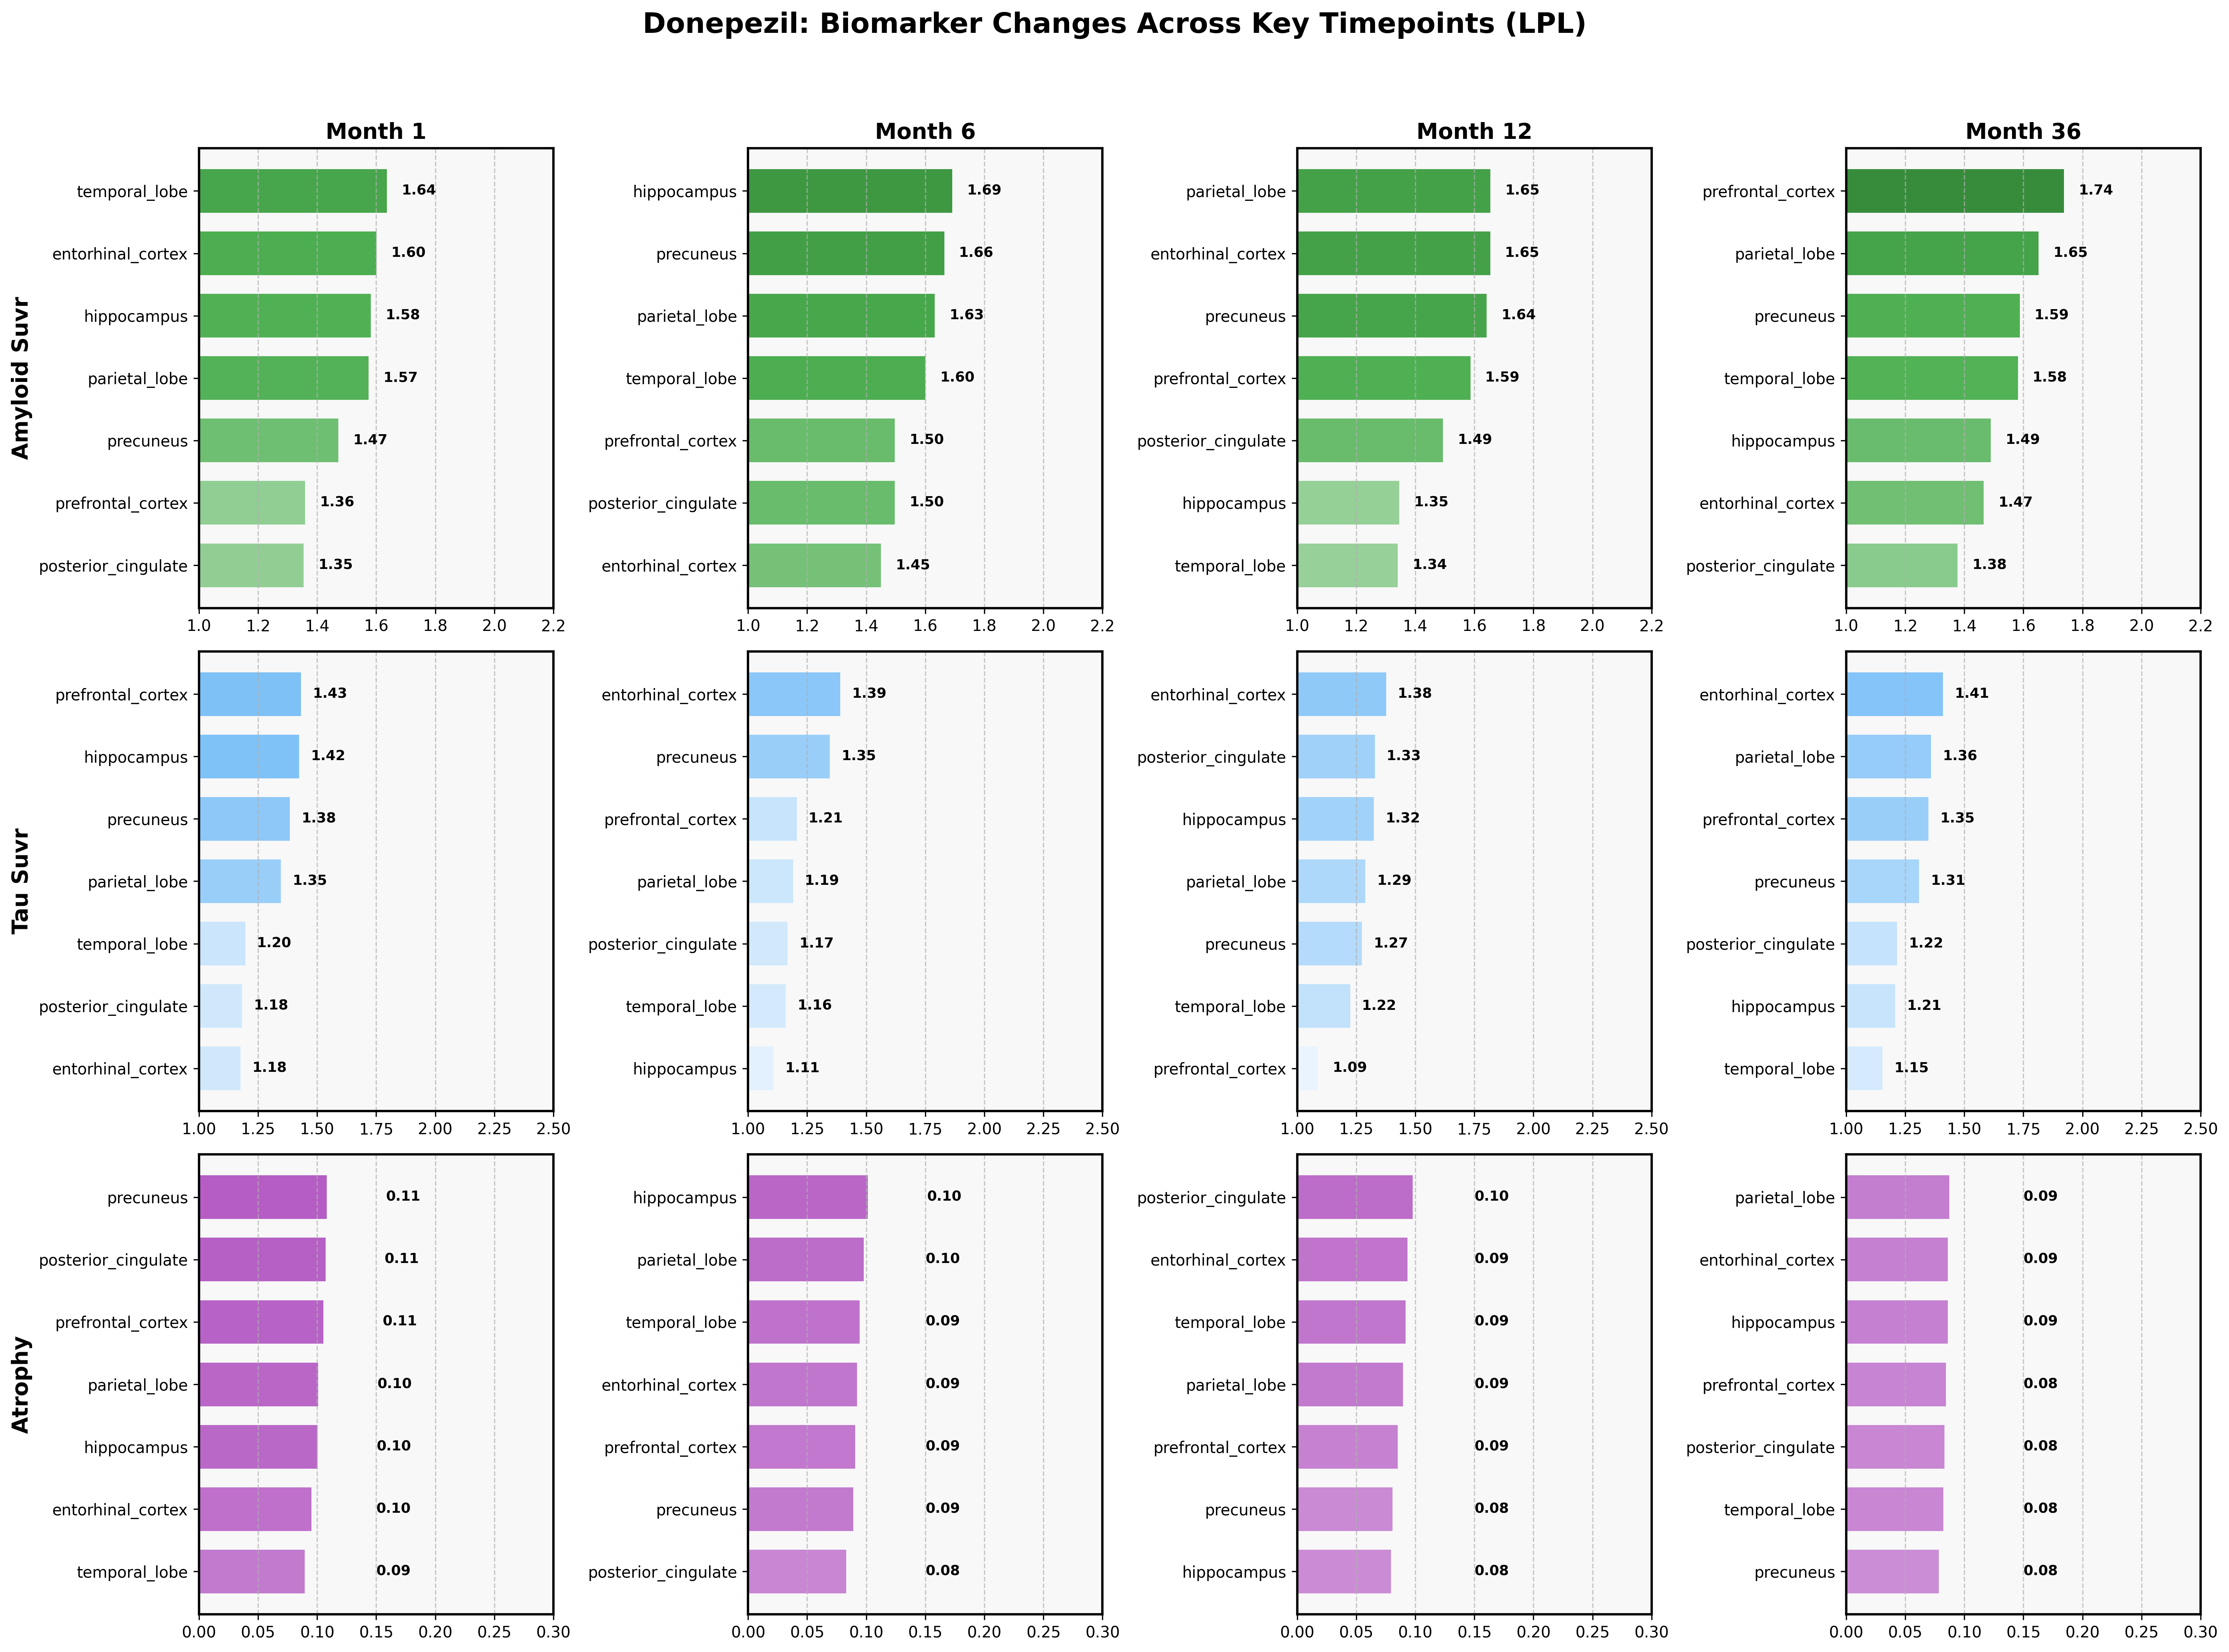 Donepezil: Biomarker Changes Across Key Timepoints (LPL)
Month 1
Month 6
Month 12
Month 36
Amyloid Suvr
temporal_lobe 1.64
entorhinal_cortex 1.60
hippocampus 1.58
parietal_lobe 1.57
precuneus 1.47
prefrontal_cortex 1.36
posterior_cingulate 1.35
1.0 1.2 1.4 1.6 1.8 2.0 2.2
hippocampus 1.69
precuneus 1.66
parietal_lobe 1.63
temporal_lobe 1.60
prefrontal_cortex 1.50
posterior_cingulate 1.50
entorhinal_cortex 1.45
1.0 1.2 1.4 1.6 1.8 2.0 2.2
parietal_lobe 1.65
entorhinal_cortex 1.65
precuneus 1.64
prefrontal_cortex 1.59
posterior_cingulate 1.49
hippocampus 1.35
temporal_lobe 1.34
1.0 1.2 1.4 1.6 1.8 2.0 2.2
prefrontal_cortex 1.74
parietal_lobe 1.65
precuneus 1.59
temporal_lobe 1.58
hippocampus 1.49
entorhinal_cortex 1.47
posterior_cingulate 1.38
1.0 1.2 1.4 1.6 1.8 2.0 2.2
Tau Suvr
prefrontal_cortex 1.43
hippocampus 1.42
precuneus 1.38
parietal_lobe 1.35
temporal_lobe 1.20
posterior_cingulate 1.18
entorhinal_cortex 1.18
1.00 1.25 1.50 1.75 2.00 2.25 2.50
entorhinal_cortex 1.39
precuneus 1.35
prefrontal_cortex 1.21
parietal_lobe 1.19
posterior_cingulate 1.17
temporal_lobe 1.16
hippocampus 1.11
1.00 1.25 1.50 1.75 2.00 2.25 2.50
entorhinal_cortex 1.38
posterior_cingulate 1.33
hippocampus 1.32
parietal_lobe 1.29
precuneus 1.27
temporal_lobe 1.22
prefrontal_cortex 1.09
1.00 1.25 1.50 1.75 2.00 2.25 2.50
entorhinal_cortex 1.41
parietal_lobe 1.36
prefrontal_cortex 1.35
precuneus 1.31
posterior_cingulate 1.22
hippocampus 1.21
temporal_lobe 1.15
1.00 1.25 1.50 1.75 2.00 2.25 2.50
Atrophy
precuneus 0.11
posterior_cingulate 0.11
prefrontal_cortex 0.11
parietal_lobe 0.10
hippocampus 0.10
entorhinal_cortex 0.10
temporal_lobe 0.09
0.00 0.05 0.10 0.15 0.20 0.25 0.30
hippocampus 0.10
parietal_lobe 0.10
temporal_lobe 0.09
entorhinal_cortex 0.09
prefrontal_cortex 0.09
precuneus 0.09
posterior_cingulate 0.08
0.00 0.05 0.10 0.15 0.20 0.25 0.30
posterior_cingulate 0.10
entorhinal_cortex 0.09
temporal_lobe 0.09
parietal_lobe 0.09
prefrontal_cortex 0.09
precuneus 0.08
hippocampus 0.08
0.00 0.05 0.10 0.15 0.20 0.25 0.30
parietal_lobe 0.09
entorhinal_cortex 0.09
hippocampus 0.09
prefrontal_cortex 0.08
posterior_cingulate 0.08
temporal_lobe 0.08
precuneus 0.08
0.00 0.05 0.10 0.15 0.20 0.25 0.30